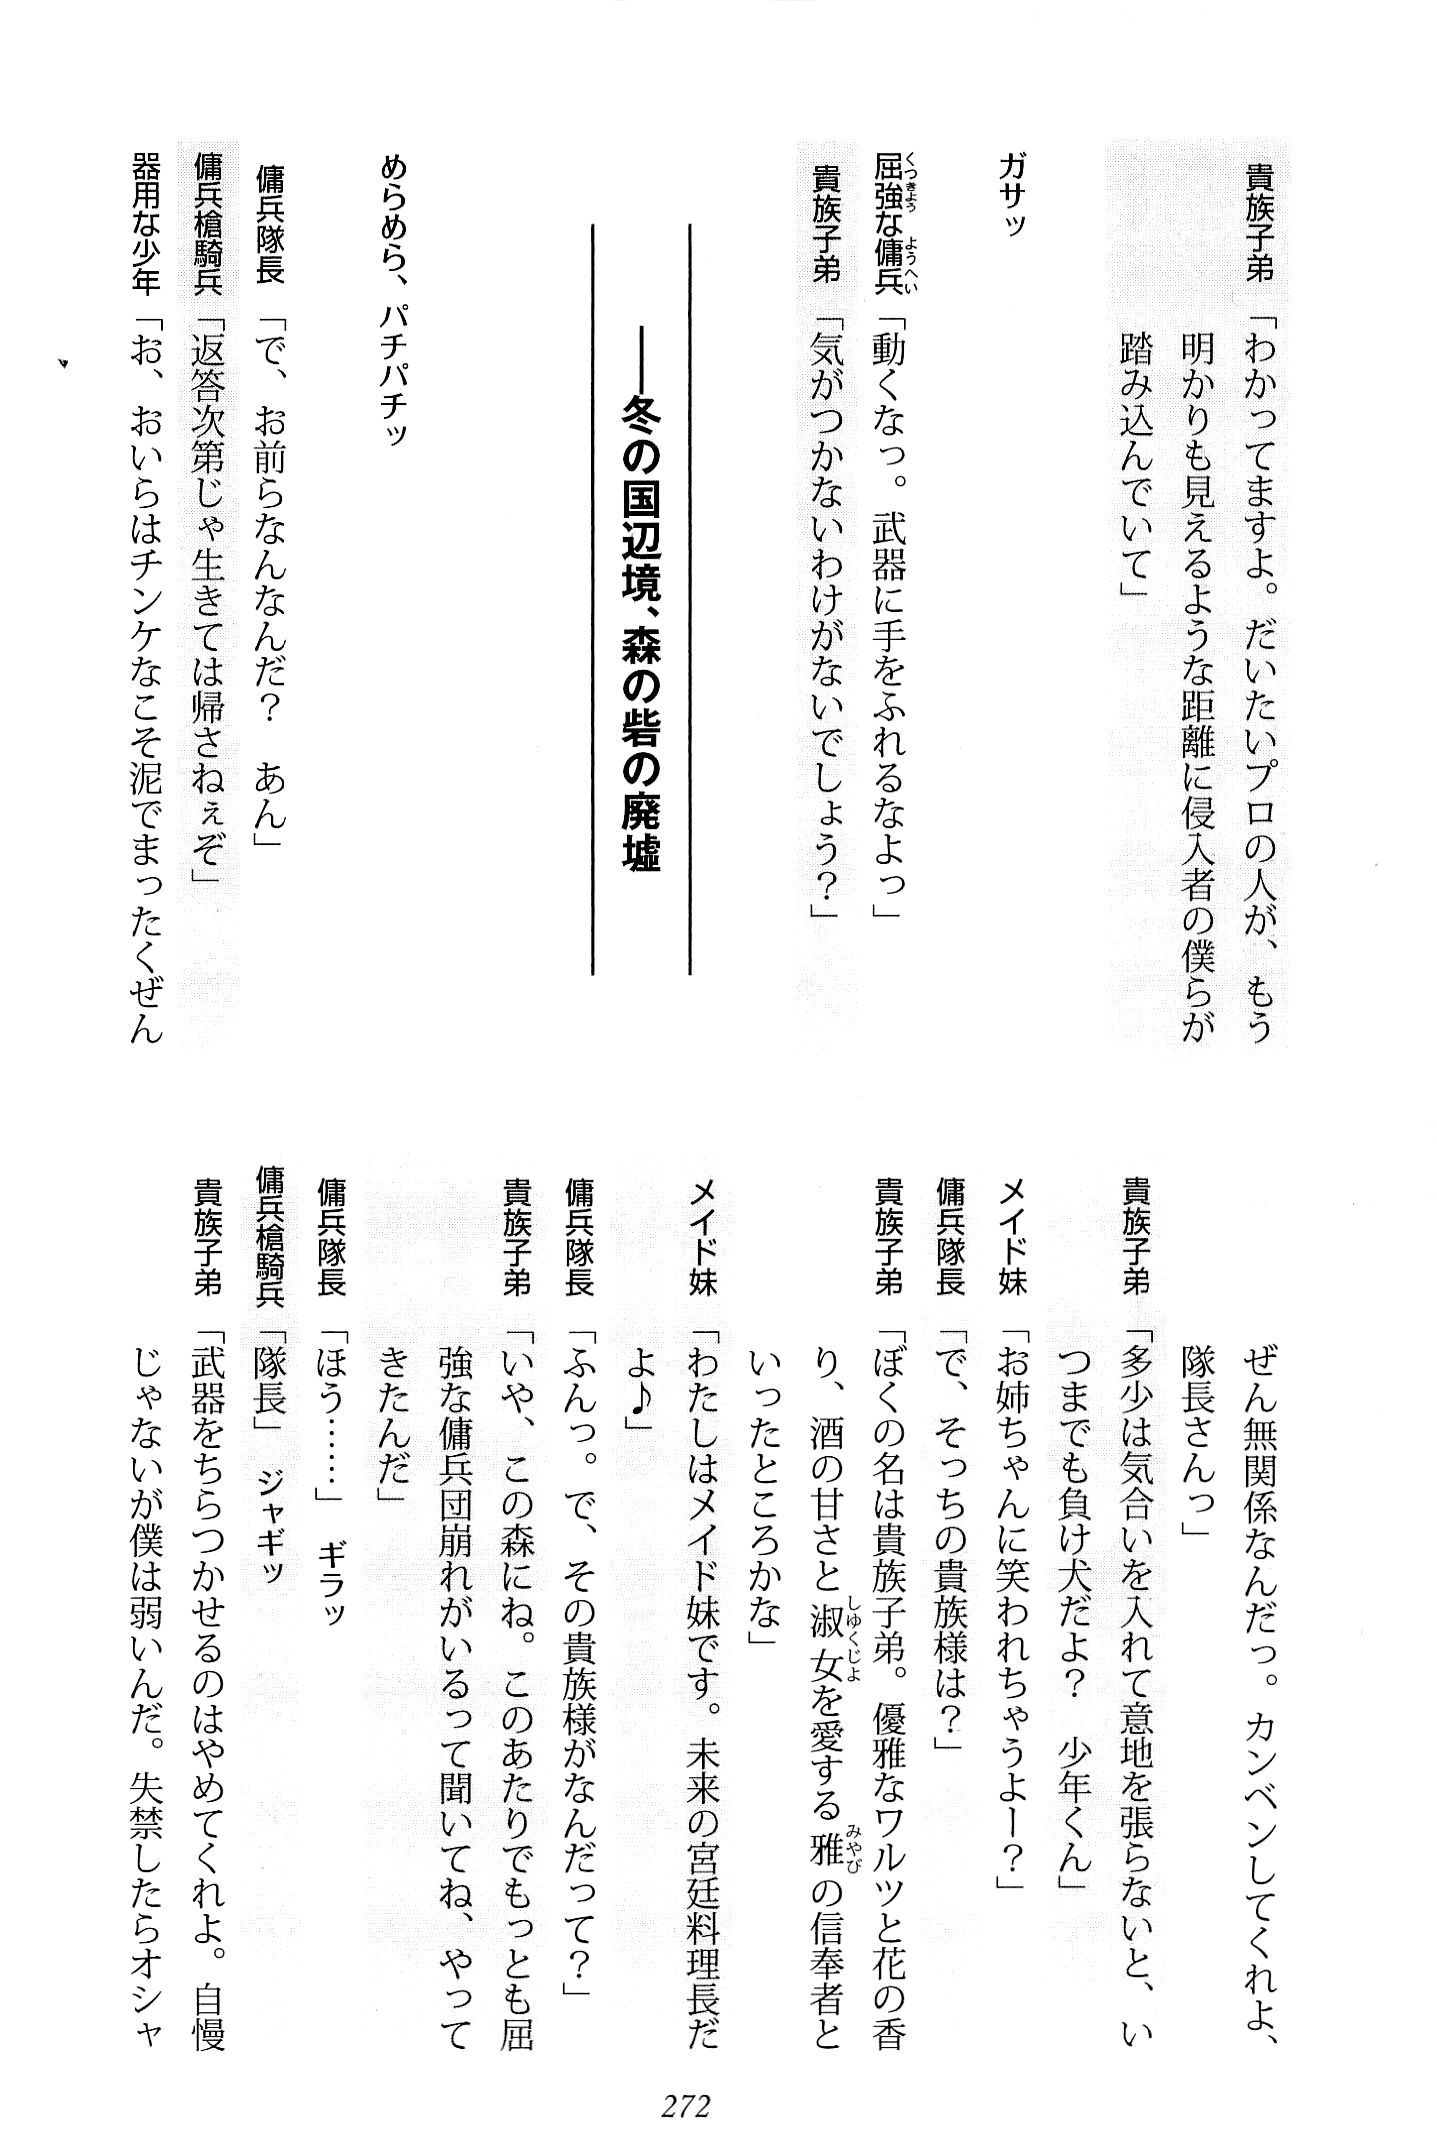 貴族子弟「わかってますよ。だいたいプロの人が、もう
明かりも見えるような距離に侵入者の僕らが
踏み込んでいて」
ガサッ
屈強な傭兵「動くなっ。武器に手をふれるなよっ」
貴族子弟「気がつかないわけがないでしょう？」
――冬の国辺境、森の砦の廃墟
めらめら、パチパチッ
傭兵隊長「で、お前らなんなんだ？　あん」
傭兵槍騎兵「返答次第じゃ生きては帰さねぇぞ」
器用な少年「お、おいらはチンケなこそ泥でまったくぜん
ぜん無関係なんだっ。カンベンしてくれよ、
隊長さんっ」
貴族子弟「多少は気合いを入れて意地を張らないと、い
つまでも負け犬だよ？　少年くん」
メイド妹「お姉ちゃんに笑われちゃうよー？」
傭兵隊長「で、そっちの貴族様は？」
貴族子弟「ぼくの名は貴族子弟。優雅なワルツと花の香
り、酒の甘さと淑女を愛する雅の信奉者と
いったところかな」
メイド妹「わたしはメイド妹です。未来の宮廷料理長だ
よ♪」
傭兵隊長「ふんっ。で、その貴族様がなんだって？」
貴族子弟「いや、この森にね。このあたりでもっとも屈
強な傭兵団崩れがいるって聞いてね、やって
きたんだ」
傭兵隊長「ほう……」　ギラッ
傭兵槍騎兵「隊長」　ジャギッ
貴族子弟「武器をちらつかせるのはやめてくれよ。自慢
じゃないが僕は弱いんだ。失禁したらオシャ
272